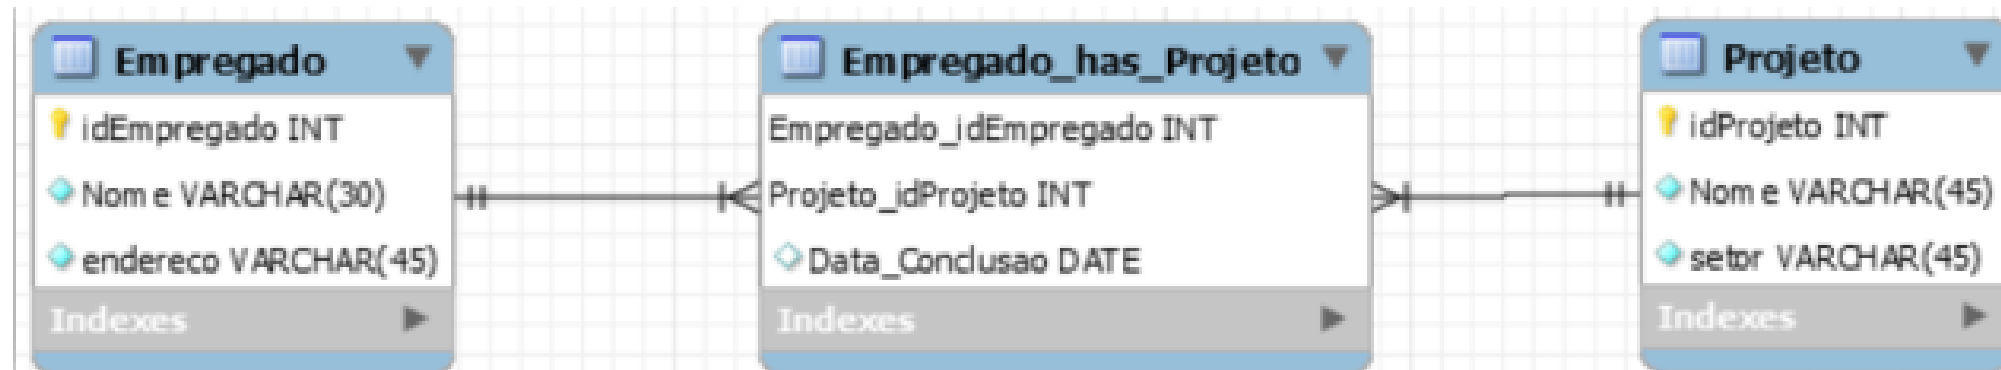 Empregado
idEmpregado INT
Nome VARCHAR(30)
endereco VARCHAR(45)
Indexes
Empregado_has_Projeto
Empregado_idEmpregado INT
Projeto_idProjeto INT
Data_Conclusao DATE
Indexes
Projeto
idProjeto INT
Nome VARCHAR(45)
setor VARCHAR(45)
Indexes